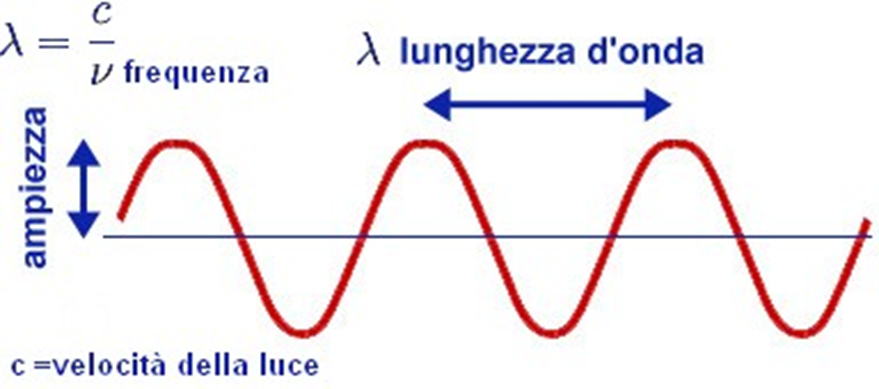 λ = c/ν frequenza
λ lunghezza d'onda
ampiezza
c =velocità della luce